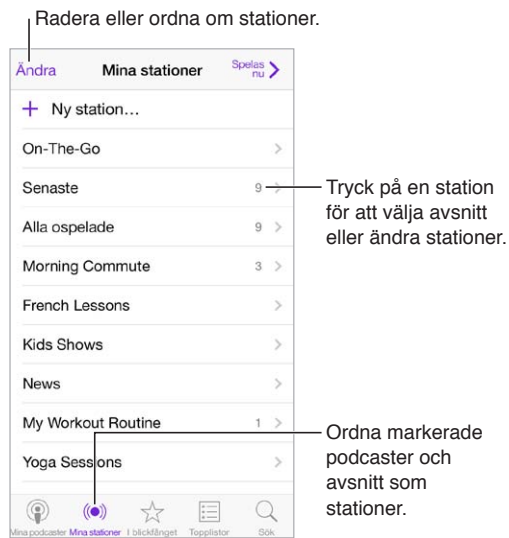 Radera eller ordna om stationer.
Ändra Mina stationer Spelas nu
Ny station…
On-The-Go
Senaste 9
Tryck på en station
för att välja avsnitt
eller ändra stationer.
Alla ospelade 9
Morning Commute 3
French Lessons
Kids Shows
News
My Workout Routine 1
Yoga Sessions
Ordna markerade
podcaster och
avsnitt som
stationer.
Mina podcaster Mina stationer I blickfånget Topplistor Sök